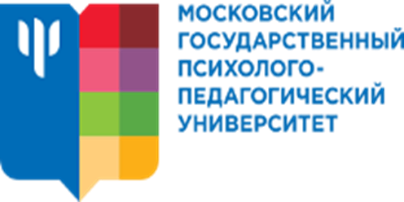 МОСКОВСКИЙ
ГОСУДАРСТВЕННЫЙ
ПСИХОЛОГО-
ПЕДАГОГИЧЕСКИЙ
УНИВЕРСИТЕТ